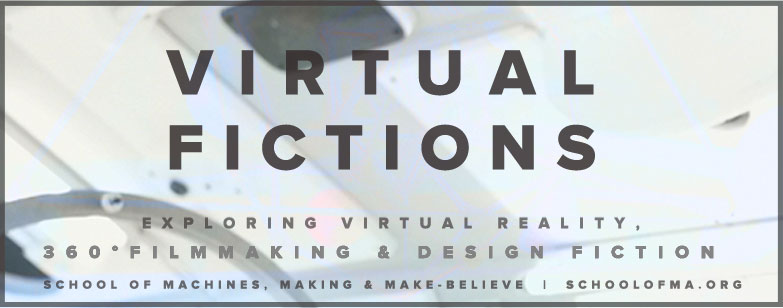 VIRTUAL
FICTIONS
EXPLORING VIRTUAL REALITY,
360°FILMMAKING & DESIGN FICTION
SCHOOL OF MACHINES, MAKING & MAKE-BELIEVE | SCHOOLOFMA.ORG